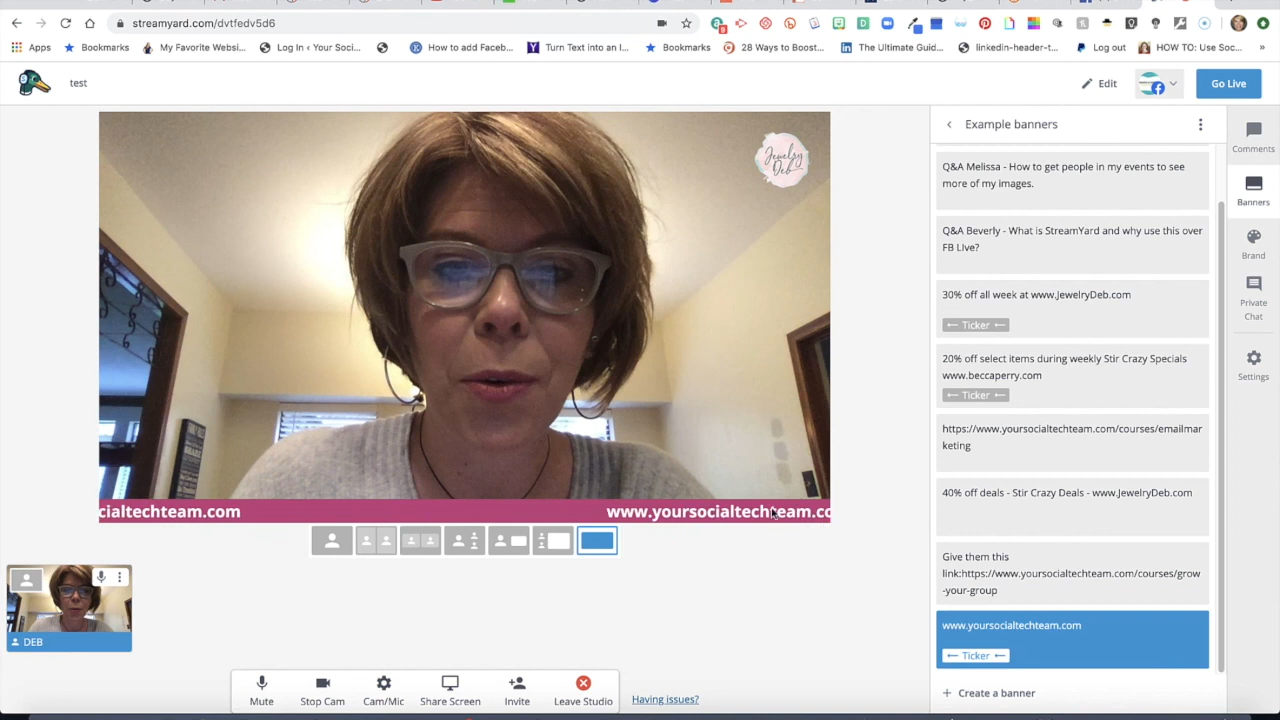 streamyard.com/dvtfedv5d6
Apps
Bookmarks
My Favorite Websi...
Log In ‹ Your Soci...
How to add Faceb...
Turn Text into an I...
Bookmarks
28 Ways to Boost...
The Ultimate Guid...
linkedin-header-t...
Log out
HOW TO: Use Soc...
»
test
Edit
Go Live
Jewelry
Deb
cialtechteam.com
www.yoursocialtechteam.co
DEB
Mute
Stop Cam
Cam/Mic
Share Screen
Invite
Leave Studio
Having issues?
Example banners
Q&A Melissa - How to get people in my events to see
more of my images.
Q&A Beverly - What is StreamYard and why use this over
FB LIve?
30% off all week at www.JewelryDeb.com
Ticker
20% off select items during weekly Stir Crazy Specials
www.beccaperry.com
Ticker
https://www.yoursocialtechteam.com/courses/emailmar
keting
40% off deals - Stir Crazy Deals - www.JewelryDeb.com
Give them this
link:https://www.yoursocialtechteam.com/courses/grow
-your-group
www.yoursocialtechteam.com
Ticker
+ Create a banner
Comments
Banners
Brand
Private
Chat
Settings